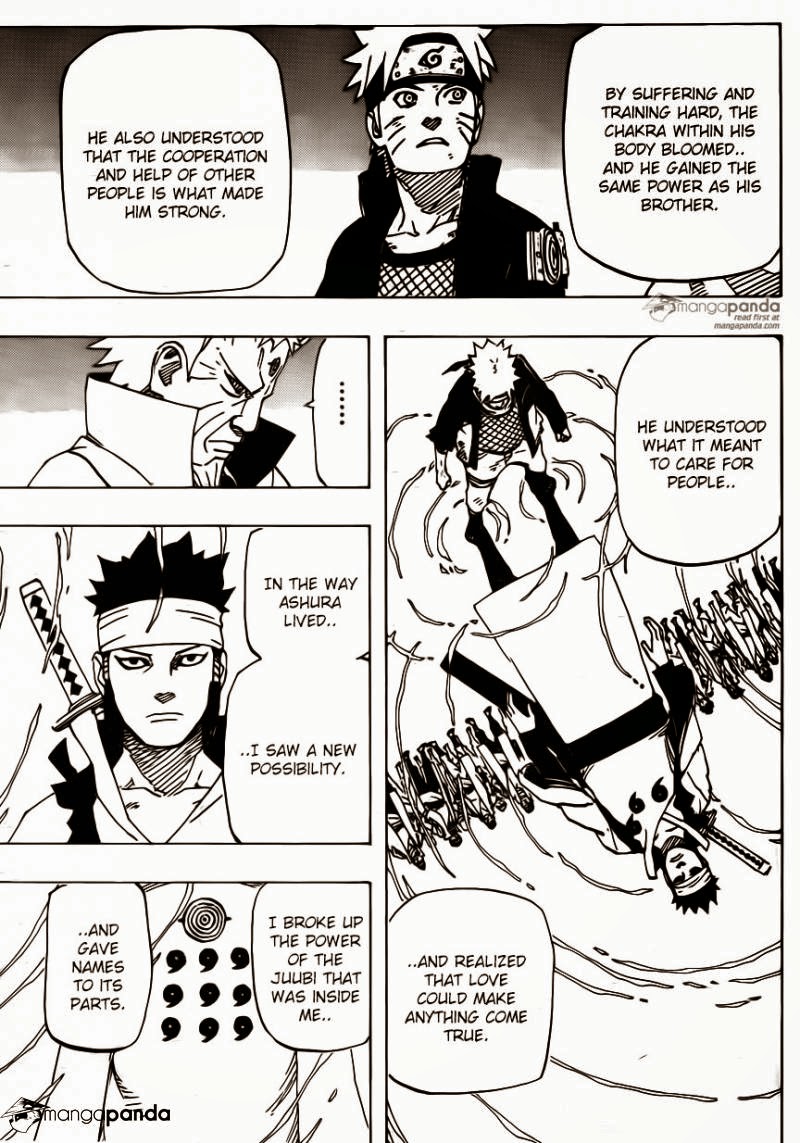 BY SUFFERING AND
TRAINING HARD, THE
CHAKRA WITHIN HIS
BODY BLOOMED..
AND HE GAINED THE
SAME POWER AS HIS
BROTHER.
HE ALSO UNDERSTOOD
THAT THE COOPERATION
AND HELP OF OTHER
PEOPLE IS WHAT MADE
HIM STRONG.
mangapanda
read first at
mangapanda.com
HE UNDERSTOOD
WHAT IT MEANT
TO CARE FOR
PEOPLE..
..AND REALIZED
THAT LOVE
COULD MAKE
ANYTHING COME
TRUE.
......
IN THE WAY
ASHURA
LIVED..
..I SAW A NEW
POSSIBILITY.
I BROKE UP
THE POWER
OF THE
JUUBI THAT
WAS INSIDE
ME..
..AND
GAVE
NAMES
TO ITS
PARTS.
mangapanda